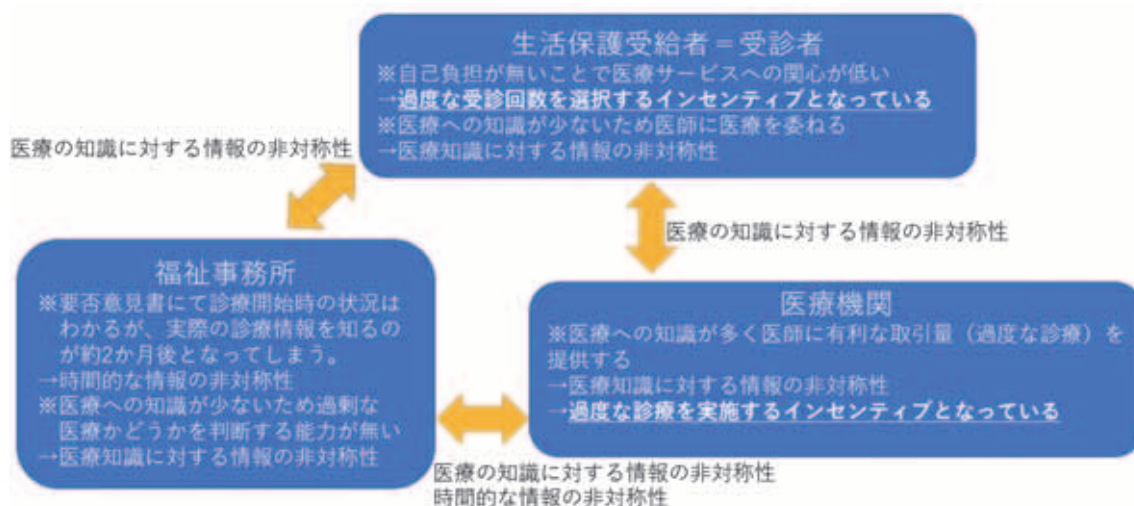 生活保護受給者=受診者
※自己負担が無いことで医療サービスへの関心が低い
→過度な受診回数を選択するインセンティブとなっている
※医療への知識が少ないため医師に医療を委ねる
→医療知識に対する情報の非対称性
医療の知識に対する情報の非対称性
医療の知識に対する情報の非対称性
福祉事務所
※要否意見書にて診療開始時の状況は
わかるが、実際の診療情報を知るの
が約2か月後となってしまう。
→時間的な情報の非対称性
※医療への知識が少ないため過剰な
医療かどうかを判断する能力が無い
→医療知識に対する情報の非対称性
医療機関
※医療への知識が多く医師に有利な取引量（過度な診療）を
提供する
→医療知識に対する情報の非対称性
→過度な診療を実施するインセンティブとなっている
医療の知識に対する情報の非対称性
時間的な情報の非対称性